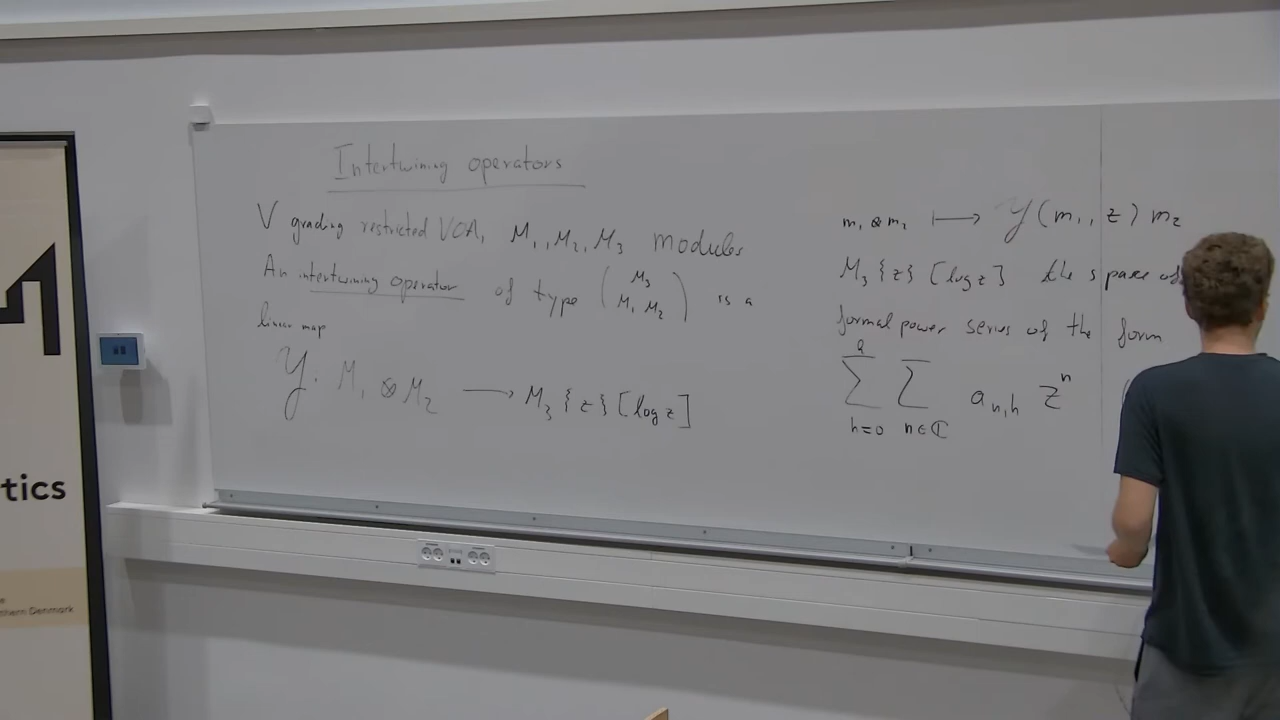 Intertwining operators
V grading restricted VOA, M₁, M₂, M₃ modules
An intertwining operator of type (M₃ / M₁ M₂) is a
linear map
𝒴: M₁ ⊗ M₂ → M₃{z}[log z]
m₁ ⊗ m₂ ↦ 𝒴(m₁, z) m₂
M₃{z}[log z] the space of
formal power series of the form
∑_{h=0}^{a} ∑_{n∈ℂ} a_{n,h} z^n (
tics
thern Denmark